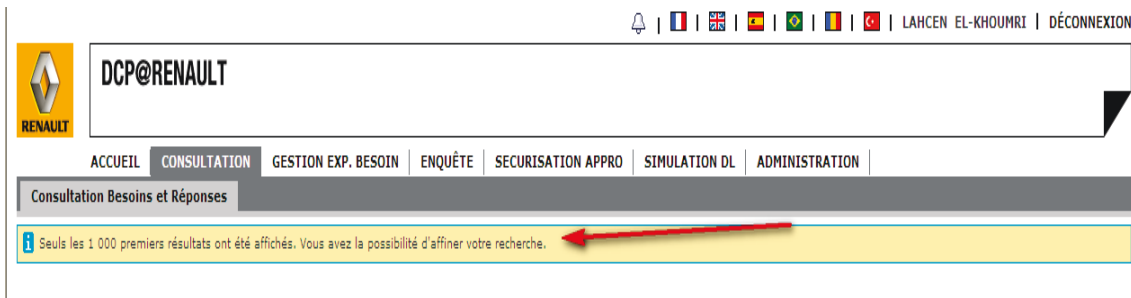 LAHCEN EL-KHOUMRI | DÉCONNEXION
DCP@RENAULT
RENAULT
ACCUEIL CONSULTATION GESTION EXP. BESOIN | ENQUÊTE | SECURISATION APPRO | SIMULATION DL | ADMINISTRATION |
Consultation Besoins et Réponses
i Seuls les 1 000 premiers résultats ont été affichés. Vous avez la possibilité d'affiner votre recherche.